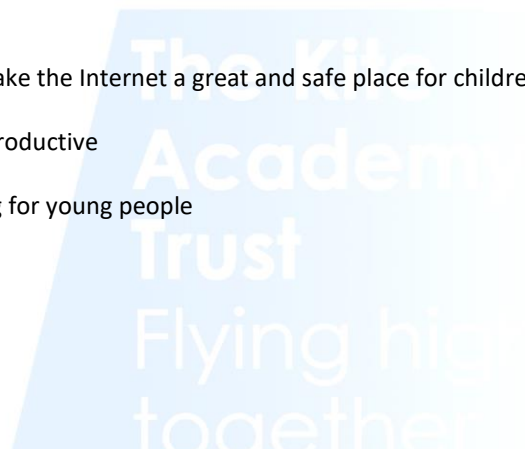 The Kite
ake the Internet a great and safe place for childre
roductive
Academy
g for young people
Trust
Flying high
together